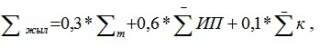 ∑ жыл =0,3* ∑ т +0,6* ∑̄ ИП +0,1* ∑̄ к ,